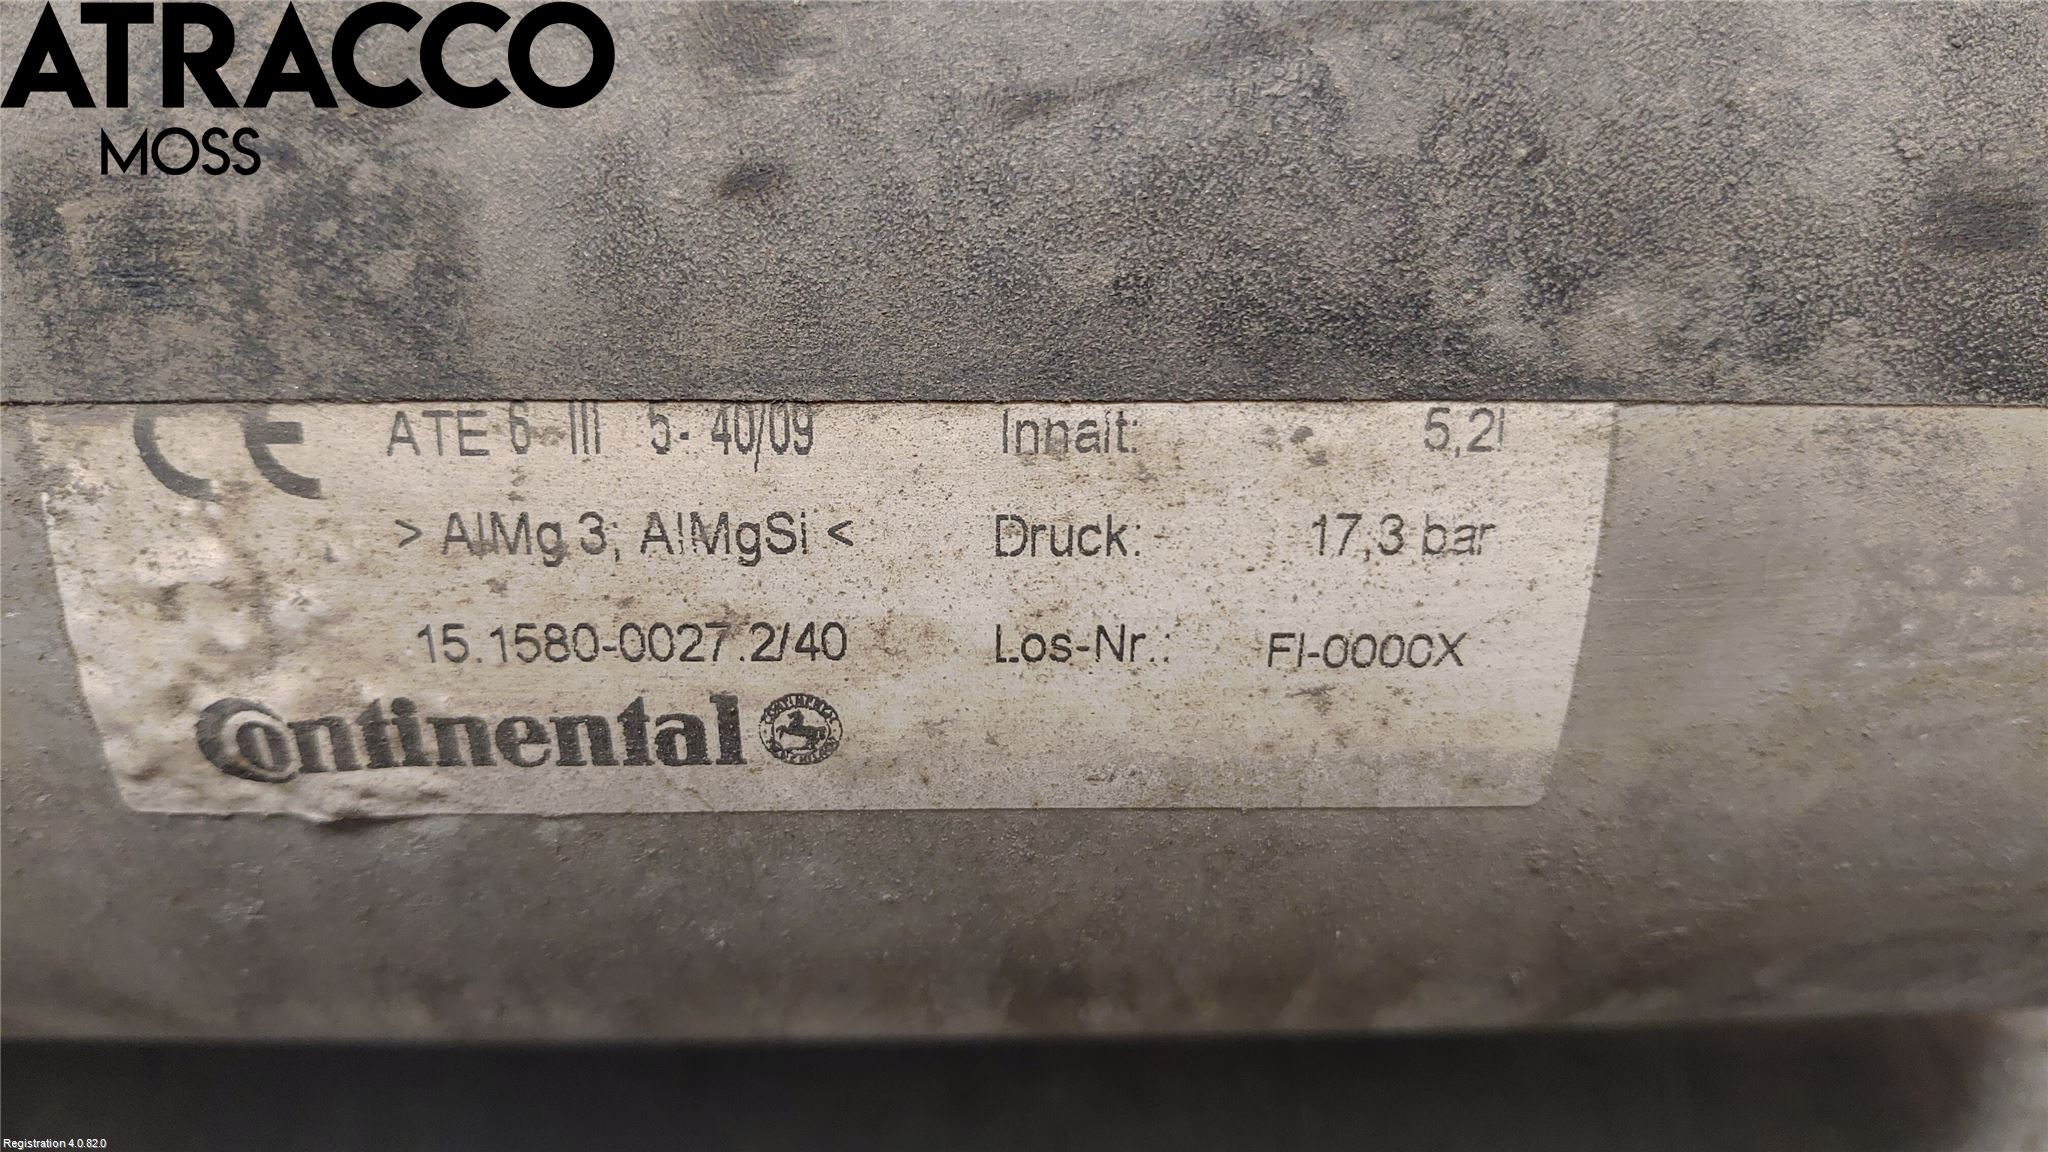 ATRACCO
MOSS
CE ATE 6 III 5- 40/09 Inhalt: 5,2l
> AlMg 3; AlMgSi < Druck: 17,3 bar
15.1580-0027.2/40 Los-Nr.: FI-0000X
Continental
Registration 4.0.82.0